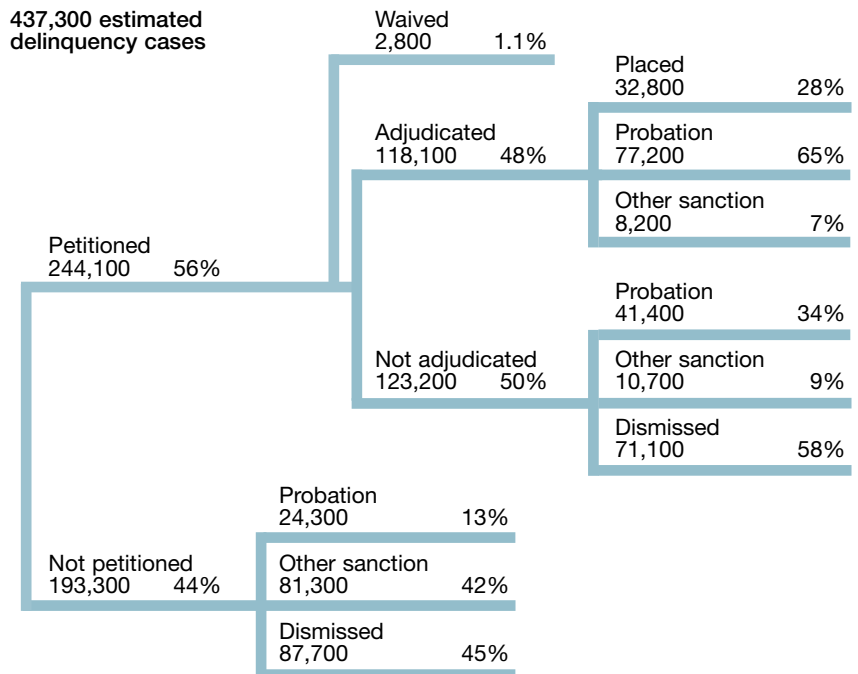 437,300 estimated
delinquency cases
Waived
2,800 1.1%
Placed
32,800 28%
Adjudicated
118,100 48%
Probation
77,200 65%
Other sanction
8,200 7%
Petitioned
244,100 56%
Probation
41,400 34%
Not adjudicated
123,200 50%
Other sanction
10,700 9%
Dismissed
71,100 58%
Probation
24,300 13%
Not petitioned
193,300 44%
Other sanction
81,300 42%
Dismissed
87,700 45%